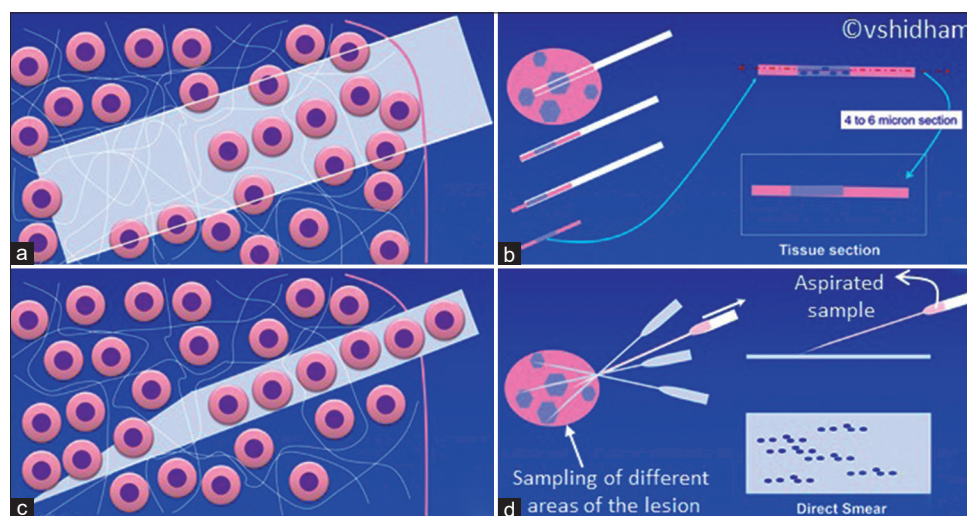 a
©vshidham
4 to 6 micron section
Tissue section
b
c
Aspirated
sample
Sampling of different
areas of the lesion
Direct Smear
d